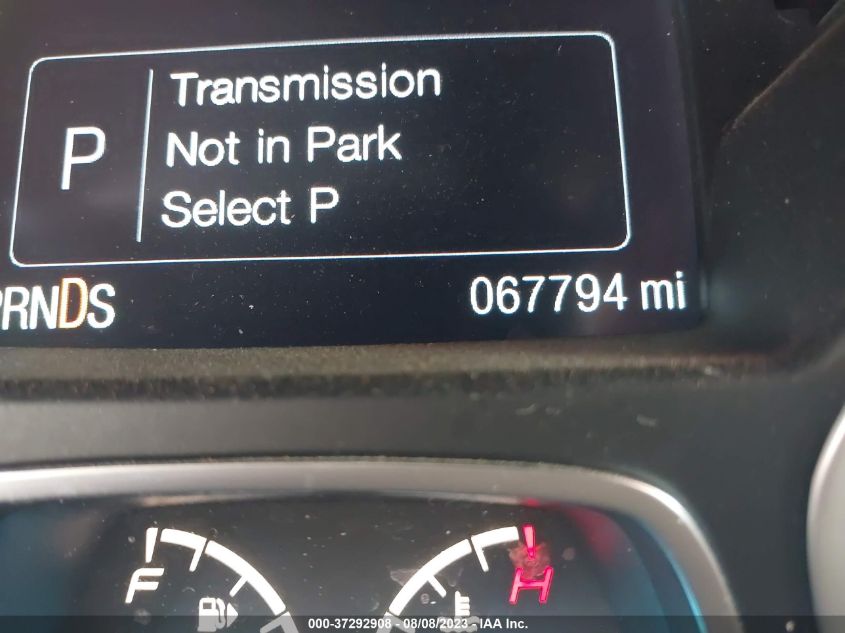 P
Transmission
Not in Park
Select P
PRNDS
067794 mi
F
H
000-37292908 - 08/08/2023 - IAA Inc.